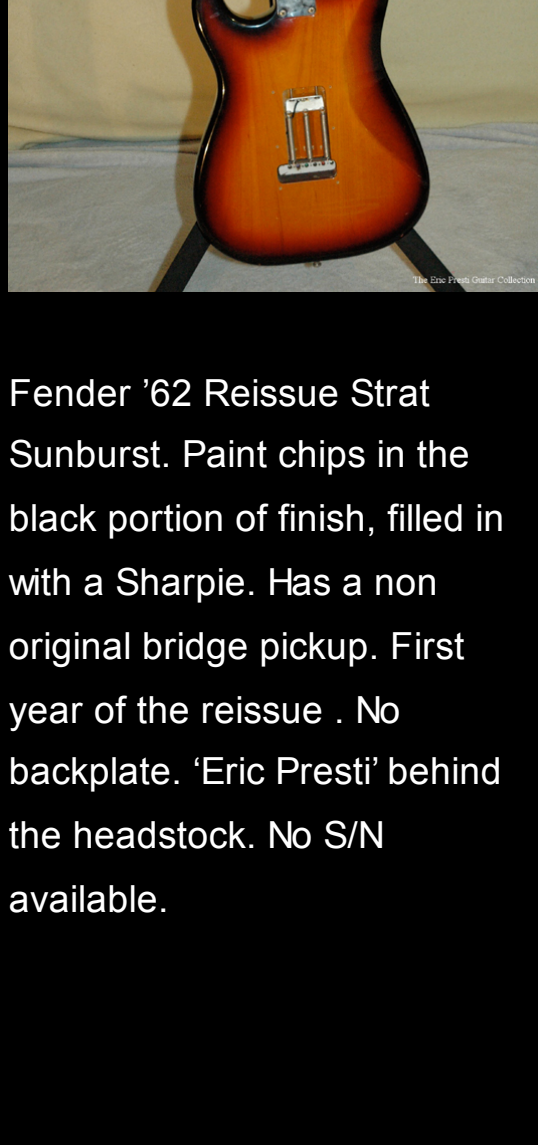 The Eric Presti Guitar Collection
Fender ’62 Reissue Strat
Sunburst. Paint chips in the
black portion of finish, filled in
with a Sharpie. Has a non
original bridge pickup. First
year of the reissue . No
backplate. ‘Eric Presti’ behind
the headstock. No S/N
available.